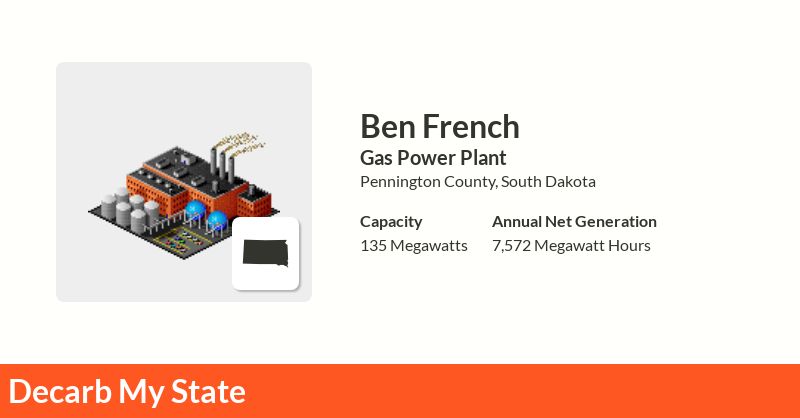 Ben French
Gas Power Plant
Pennington County, South Dakota
Capacity
135 Megawatts
Annual Net Generation
7,572 Megawatt Hours
Decarb My State